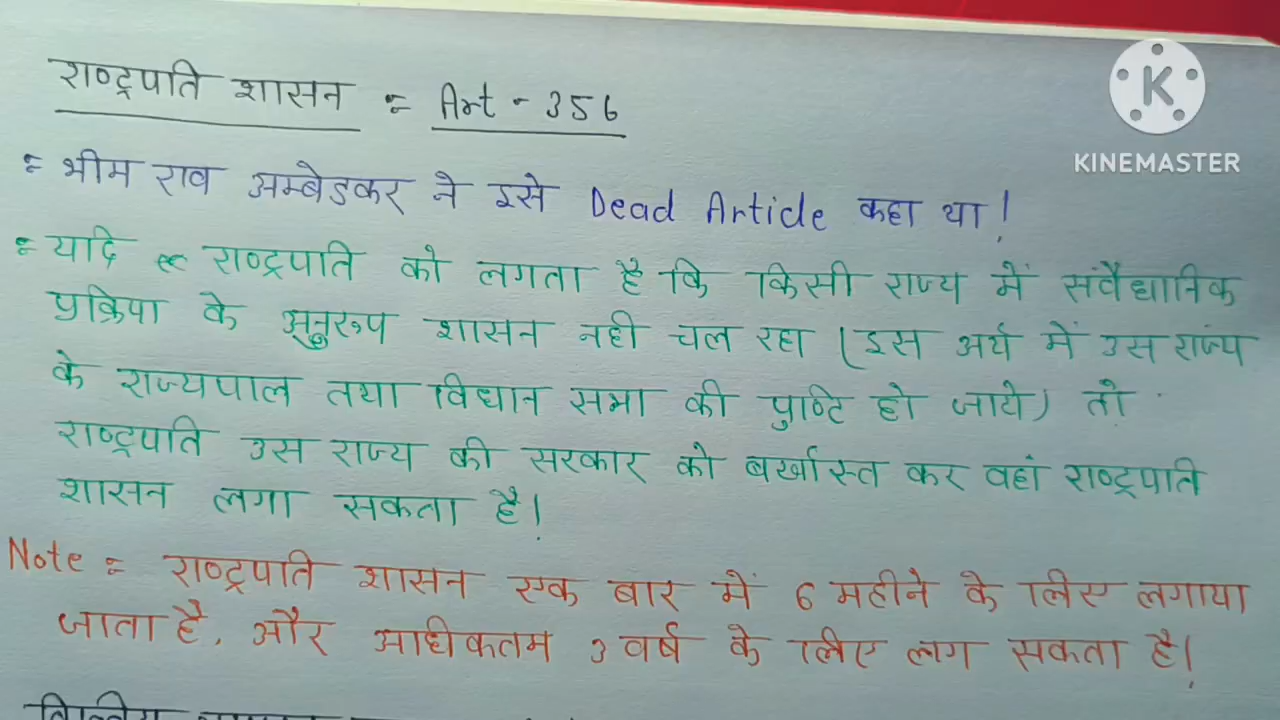 राष्ट्रपति शासन = Art - 356
K
KINEMASTER
= भीम राव अम्बेडकर ने इसे Dead Article कहा था!
= यदि राष्ट्रपति को लगता है कि किसी राज्य में संवैधानिक
प्रक्रिया के अनुरुप शासन नही चल रहा (इस अर्थ में उस राज्य
के राज्यपाल तथा विधान सभा की पुष्टि हो जाये) तो
राष्ट्रपति उस राज्य की सरकार को बर्खास्त कर वहां राष्ट्रपति
शासन लगा सकता है।
Note = राष्ट्रपति शासन एक बार में 6 महीने के लिए लगाया
जाता है, और अधिकतम 3 वर्ष के लिए लग सकता है।